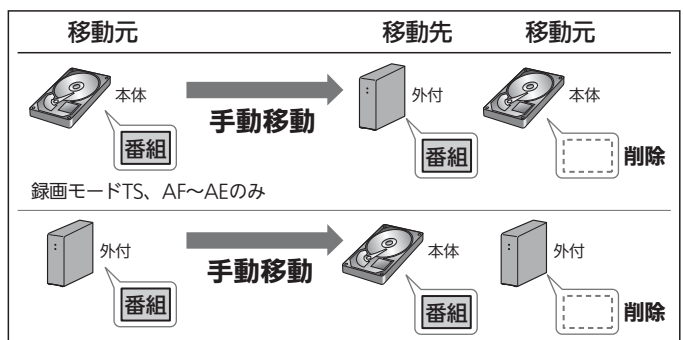 移動元 移動先 移動元
本体 外付 本体
手動移動
番組 番組 削除
録画モードTS、AF～AEのみ
外付 本体 外付
手動移動
番組 番組 削除